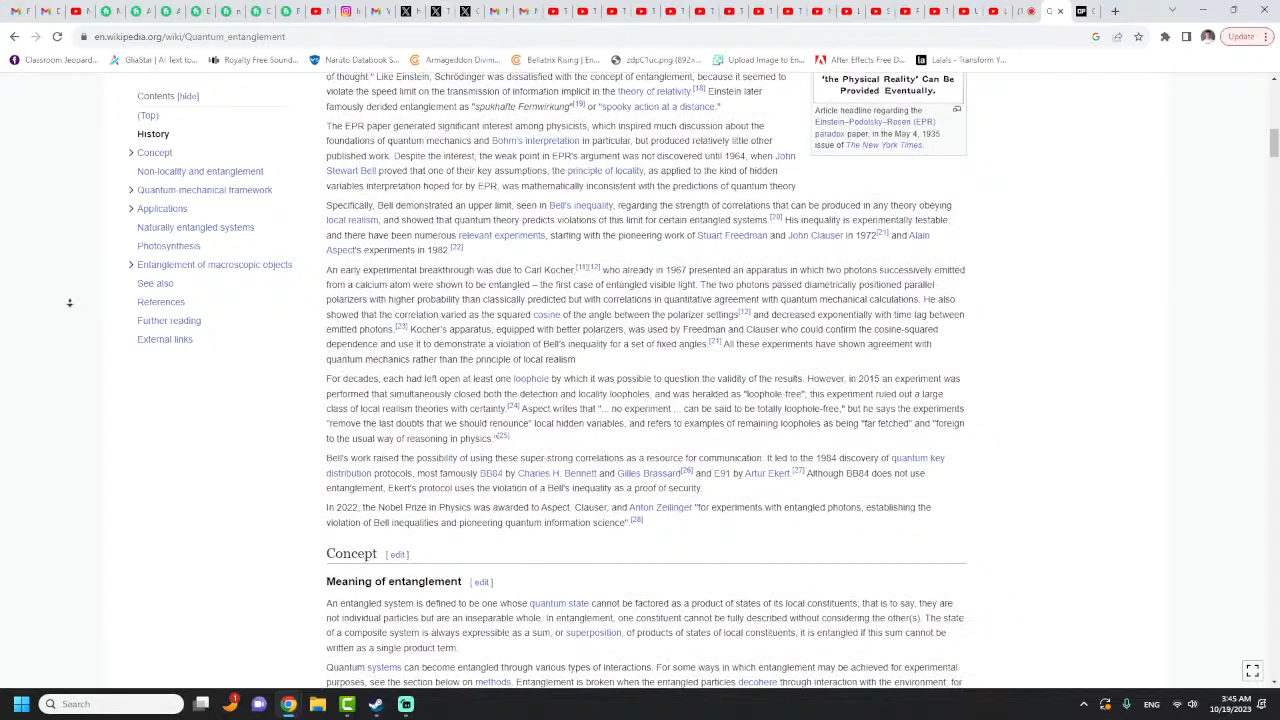 Update
en.wikipedia.org/wiki/Quantum_entanglement
Classroom Jeopard...
GliaStar | AI Text to...
Royalty Free Sound...
Naruto Databook S...
Armageddon Divin...
Bellatrix Rising | En...
zdpC1uc.png (892×...
Upload Image to En...
After Effects Free D...
Lalals - Transform Y...
Contents [hide]
(Top)
History
Concept
Non-locality and entanglement
Quantum-mechanical framework
Applications
Naturally entangled systems
Photosynthesis
Entanglement of macroscopic objects
See also
References
Further reading
External links
of thought." Like Einstein, Schrödinger was dissatisfied with the concept of entanglement, because it seemed to
violate the speed limit on the transmission of information implicit in the theory of relativity.[18] Einstein later
famously derided entanglement as "spukhafte Fernwirkung"[19] or "spooky action at a distance."
The EPR paper generated significant interest among physicists, which inspired much discussion about the
foundations of quantum mechanics and Bohm's interpretation in particular, but produced relatively little other
published work. Despite the interest, the weak point in EPR's argument was not discovered until 1964, when John
Stewart Bell proved that one of their key assumptions, the principle of locality, as applied to the kind of hidden
variables interpretation hoped for by EPR, was mathematically inconsistent with the predictions of quantum theory
'the Physical Reality' Can Be
Provided Eventually.
Article headline regarding the
Einstein–Podolsky–Rosen (EPR)
paradox paper, in the May 4, 1935
issue of The New York Times.
Specifically, Bell demonstrated an upper limit, seen in Bell's inequality, regarding the strength of correlations that can be produced in any theory obeying
local realism, and showed that quantum theory predicts violations of this limit for certain entangled systems.[20] His inequality is experimentally testable,
and there have been numerous relevant experiments, starting with the pioneering work of Stuart Freedman and John Clauser in 1972[21] and Alain
Aspect's experiments in 1982.[22]
An early experimental breakthrough was due to Carl Kocher,[11][12] who already in 1967 presented an apparatus in which two photons successively emitted
from a calcium atom were shown to be entangled – the first case of entangled visible light. The two photons passed diametrically positioned parallel
polarizers with higher probability than classically predicted but with correlations in quantitative agreement with quantum mechanical calculations. He also
showed that the correlation varied as the squared cosine of the angle between the polarizer settings[12] and decreased exponentially with time lag between
emitted photons.[23] Kocher's apparatus, equipped with better polarizers, was used by Freedman and Clauser who could confirm the cosine-squared
dependence and use it to demonstrate a violation of Bell's inequality for a set of fixed angles.[21] All these experiments have shown agreement with
quantum mechanics rather than the principle of local realism
For decades, each had left open at least one loophole by which it was possible to question the validity of the results. However, in 2015 an experiment was
performed that simultaneously closed both the detection and locality loopholes, and was heralded as "loophole-free"; this experiment ruled out a large
class of local realism theories with certainty.[24] Aspect writes that "... no experiment ... can be said to be totally loophole-free," but he says the experiments
"remove the last doubts that we should renounce" local hidden variables, and refers to examples of remaining loopholes as being "far fetched" and "foreign
to the usual way of reasoning in physics."[25]
Bell's work raised the possibility of using these super-strong correlations as a resource for communication. It led to the 1984 discovery of quantum key
distribution protocols, most famously BB84 by Charles H. Bennett and Gilles Brassard[26] and E91 by Artur Ekert.[27] Although BB84 does not use
entanglement, Ekert's protocol uses the violation of a Bell's inequality as a proof of security.
In 2022, the Nobel Prize in Physics was awarded to Aspect, Clauser, and Anton Zeilinger "for experiments with entangled photons, establishing the
violation of Bell inequalities and pioneering quantum information science".[28]
Concept [ edit ]
Meaning of entanglement [ edit ]
An entangled system is defined to be one whose quantum state cannot be factored as a product of states of its local constituents; that is to say, they are
not individual particles but are an inseparable whole. In entanglement, one constituent cannot be fully described without considering the other(s). The state
of a composite system is always expressible as a sum, or superposition, of products of states of local constituents; it is entangled if this sum cannot be
written as a single product term.
Quantum systems can become entangled through various types of interactions. For some ways in which entanglement may be achieved for experimental
purposes, see the section below on methods. Entanglement is broken when the entangled particles decohere through interaction with the environment; for
Search
ENG
US
3:45 AM
10/19/2023